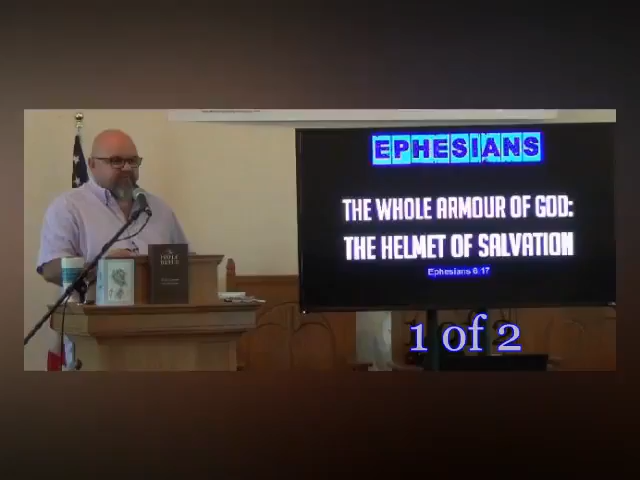 EPHESIANS
THE WHOLE ARMOUR OF GOD:
THE HELMET OF SALVATION
Ephesians 6:17
1 of 2
HOLY
BIBLE